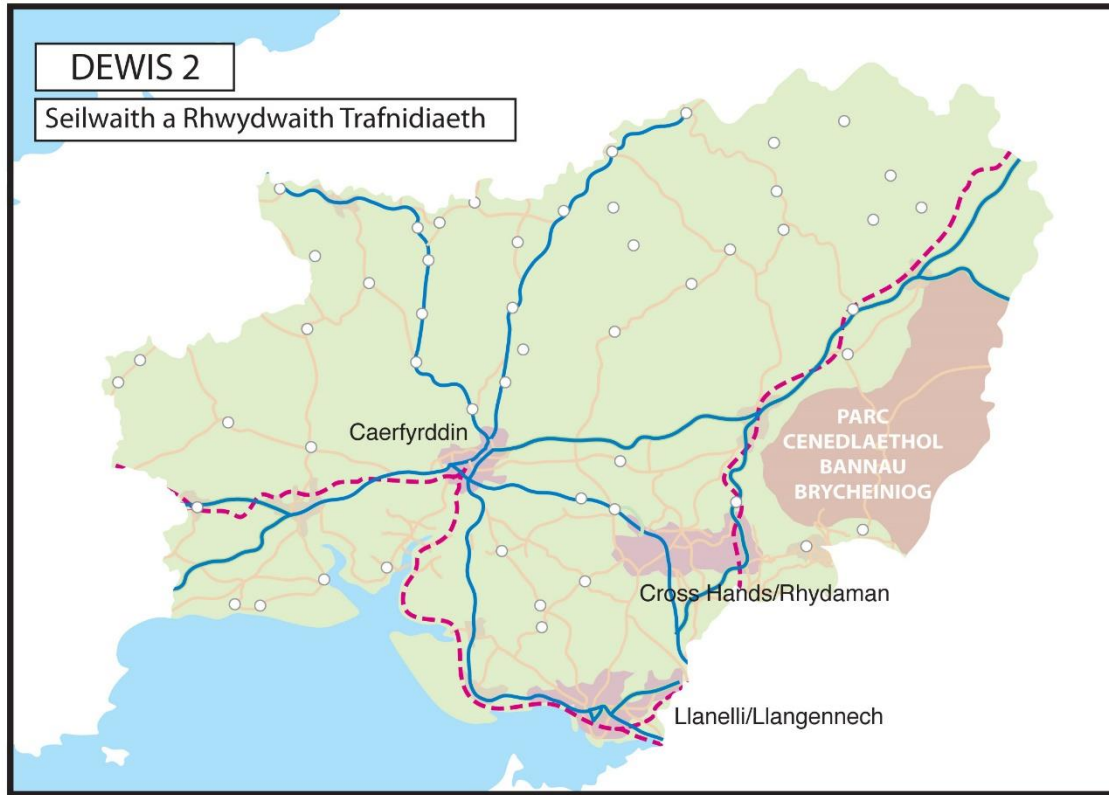 DEWIS 2
Seilwaith a Rhwydwaith Trafnidiaeth
Caerfyrddin
PARC
CENEDLAETHOL
BANNAU
BRYCHEINIOG
Cross Hands/Rhydaman
Llanelli/Llangennech